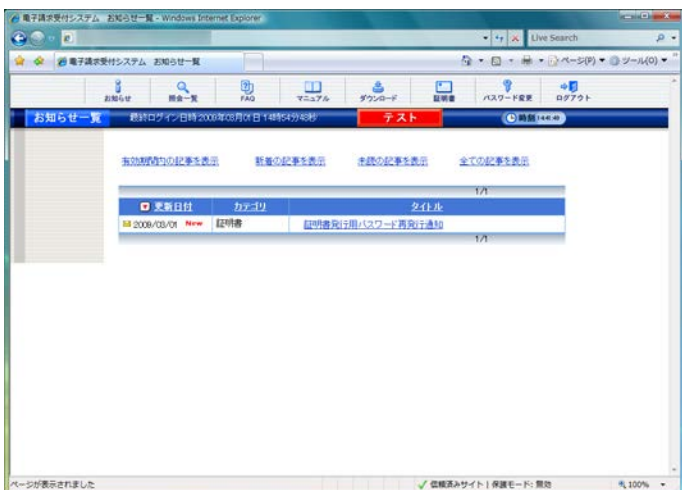 電子請求受付システム お知らせ一覧 - Windows Internet Explorer
Live Search
電子請求受付システム お知らせ一覧
ページ(P) ツール(O)
お知らせ 照会一覧 FAQ マニュアル ダウンロード 証明書 パスワード変更 ログアウト
お知らせ一覧 最終ログイン日時:2009年03月01日 14時54分48秒 テスト 時刻
有効期間内の記事を表示 新着の記事を表示 未読の記事を表示 全ての記事を表示
1/1
更新日付 カテゴリ タイトル
2009/03/01 New 証明書 証明書発行用パスワード再発行通知
1/1
ページが表示されました 信頼済みサイト | 保護モード: 無効 100%